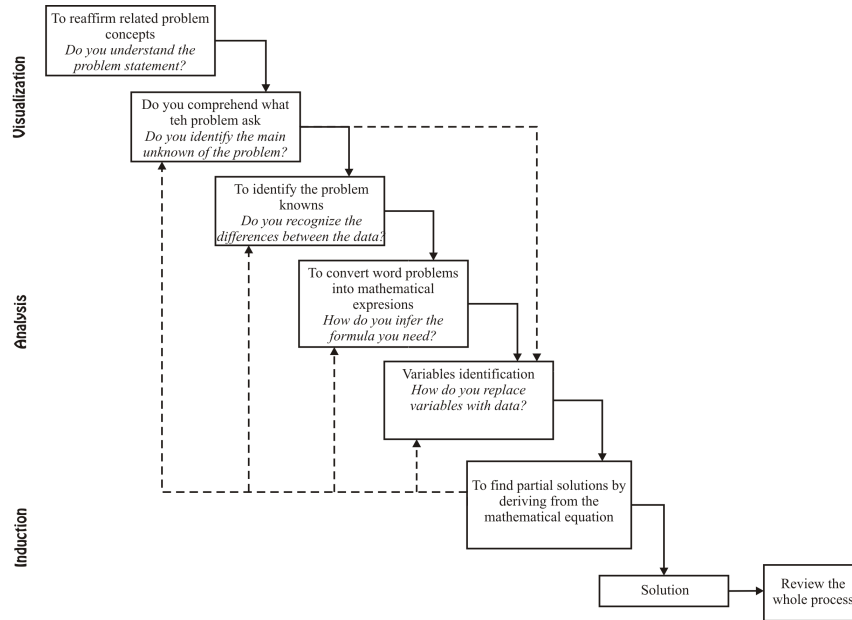 Visualization
To reaffirm related problem
concepts
Do you understand the
problem statement?
Do you comprehend what
teh problem ask
Do you identify the main
unknown of the problem?
To identify the problem
knowns
Do you recognize the
differences between the data?
Analysis
To convert word problems
into mathematical
expresions
How do you infer the
formula you need?
Variables identification
How do you replace
variables with data?
Induction
To find partial solutions by
deriving from the
mathematical equation
Solution
Review the
whole process